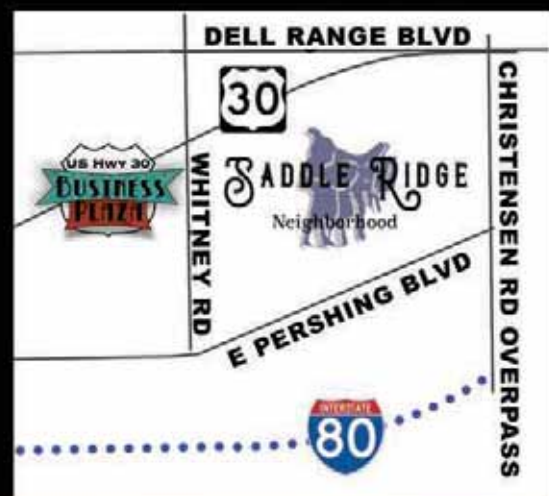 DELL RANGE BLVD
30
US Hwy 30
BUSINESS
PLAZA
WHITNEY RD
SADDLE RIDGE
Neighborhood
CHRISTENSEN RD OVERPASS
E PERSHING BLVD
INTERSTATE
80